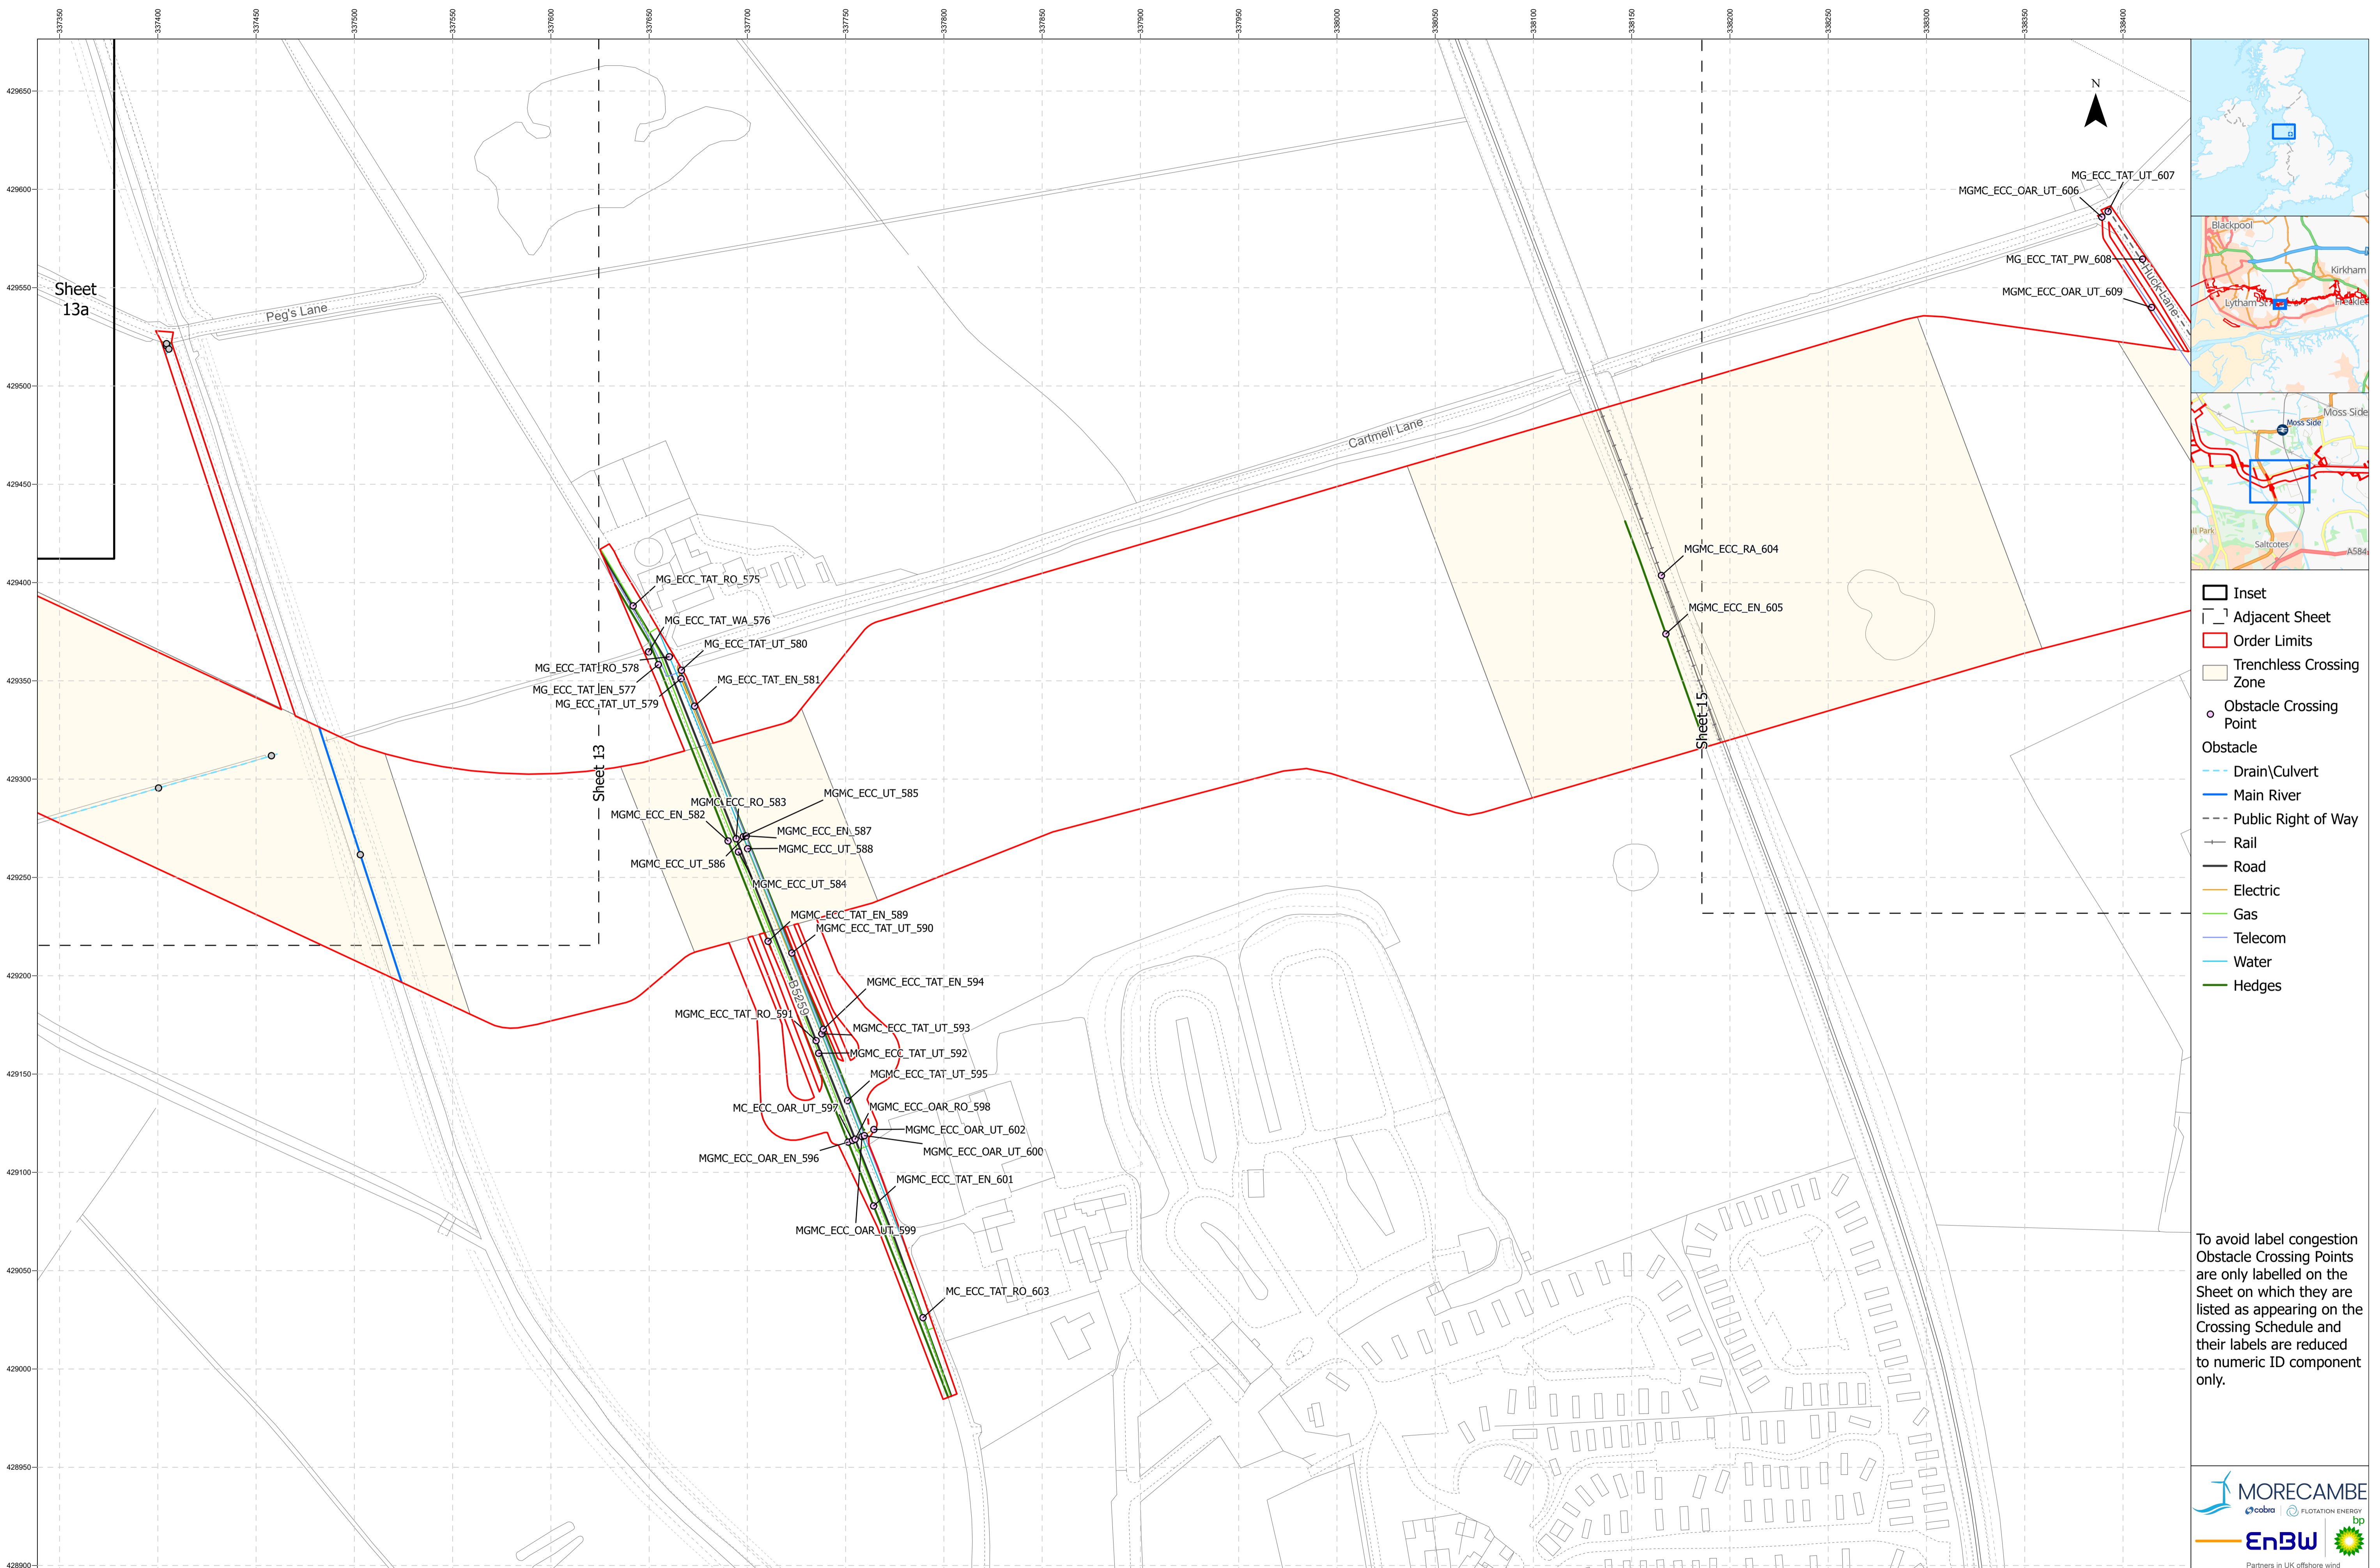 337350
337400
337450
337500
337550
337600
337650
337700
337750
337800
337850
337900
337950
338000
338050
338100
338150
338200
338250
338300
338350
338400
429650
429600
429550
429500
429450
429400
429350
429300
429250
429200
429150
429100
429050
429000
428950
428900
N
Sheet
13a
Peg's Lane
Cartmell Lane
Huck Lane
B5259
Sheet 13
Sheet 15
MG_ECC_TAT_UT_607
MGMC_ECC_OAR_UT_606
MG_ECC_TAT_PW_608
MGMC_ECC_OAR_UT_609
MGMC_ECC_RA_604
MGMC_ECC_EN_605
MG_ECC_TAT_RO_575
MG_ECC_TAT_WA_576
MG_ECC_TAT_UT_580
MG_ECC_TAT_RO_578
MG_ECC_TAT_EN_581
MG_ECC_TAT_EN_577
MG_ECC_TAT_UT_579
MGMC_ECC_UT_585
MGMC_ECC_RO_583
MGMC_ECC_EN_582
MGMC_ECC_EN_587
MGMC_ECC_UT_588
MGMC_ECC_UT_586
MGMC_ECC_UT_584
MGMC_ECC_TAT_EN_589
MGMC_ECC_TAT_UT_590
MGMC_ECC_TAT_EN_594
MGMC_ECC_TAT_RO_591
MGMC_ECC_TAT_UT_593
MGMC_ECC_TAT_UT_592
MGMC_ECC_TAT_UT_595
MC_ECC_OAR_UT_597
MGMC_ECC_OAR_RO_598
MGMC_ECC_OAR_UT_602
MGMC_ECC_OAR_UT_600
MGMC_ECC_OAR_EN_596
MGMC_ECC_TAT_EN_601
MGMC_ECC_OAR_UT_599
MC_ECC_TAT_RO_603
Blackpool
Kirkham
Lytham St
Moss Side
Moss Side
Saltcotes
A584
Inset
Adjacent Sheet
Order Limits
Trenchless Crossing
Zone
Obstacle Crossing
Point
Obstacle
Drain\Culvert
Main River
Public Right of Way
Rail
Road
Electric
Gas
Telecom
Water
Hedges
To avoid label congestion
Obstacle Crossing Points
are only labelled on the
Sheet on which they are
listed as appearing on the
Crossing Schedule and
their labels are reduced
to numeric ID component
only.
MORECAMBE
cobra FLOTATION ENERGY
EnBW bp
Partners in UK offshore wind